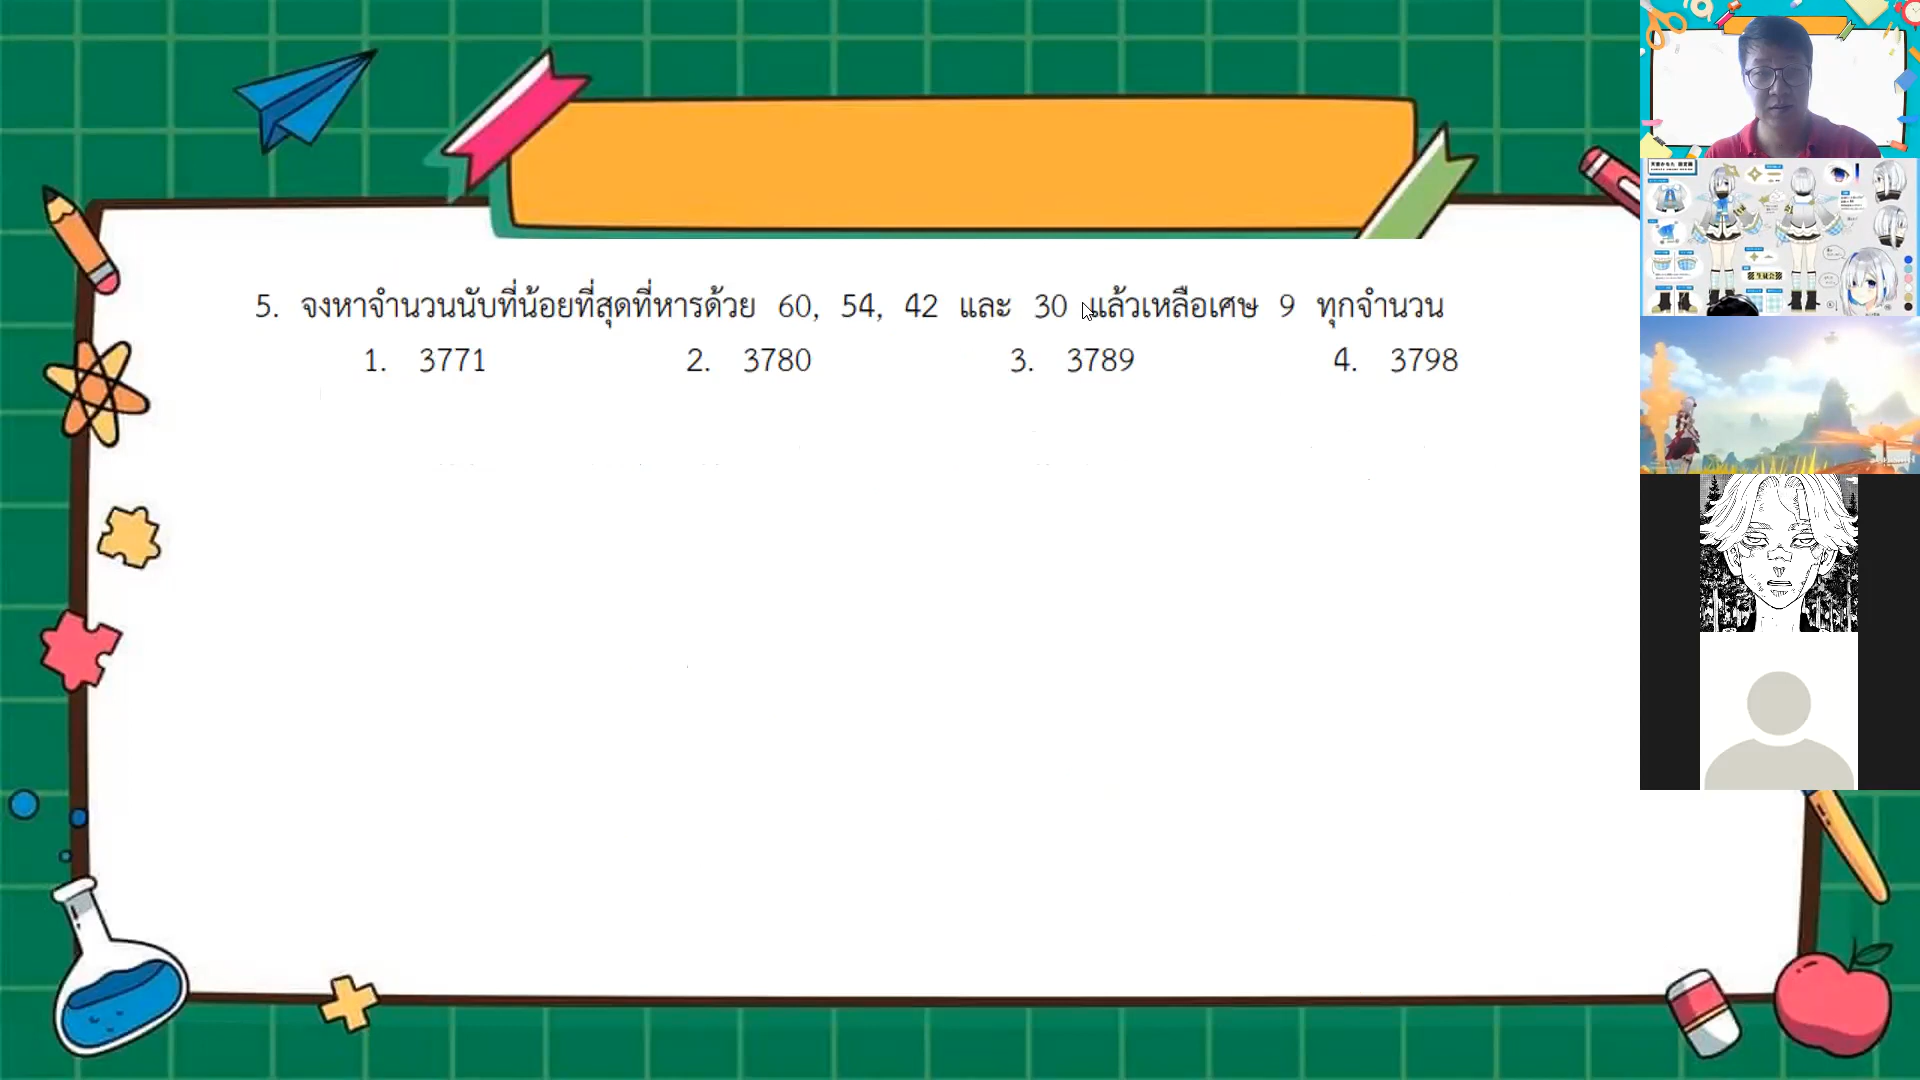 5. จงหาจำนวนนับที่น้อยที่สุดที่หารด้วย 60, 54, 42 และ 30 แล้วเหลือเศษ 9 ทุกจำนวน
1. 3771 2. 3780 3. 3789 4. 3798